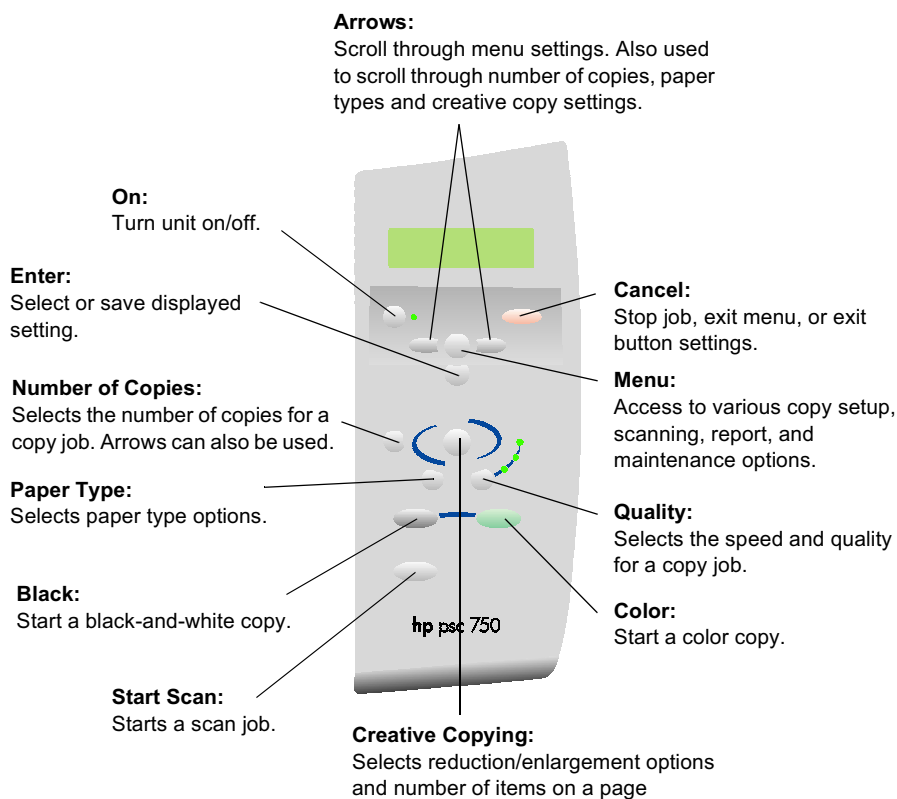 Arrows:
Scroll through menu settings. Also used
to scroll through number of copies, paper
types and creative copy settings.
On:
Turn unit on/off.
Enter:
Select or save displayed
setting.
Number of Copies:
Selects the number of copies for a
copy job. Arrows can also be used.
Paper Type:
Selects paper type options.
Black:
Start a black-and-white copy.
Start Scan:
Starts a scan job.
Cancel:
Stop job, exit menu, or exit
button settings.
Menu:
Access to various copy setup,
scanning, report, and
maintenance options.
Quality:
Selects the speed and quality
for a copy job.
Color:
Start a color copy.
hp psc 750
Creative Copying:
Selects reduction/enlargement options
and number of items on a page